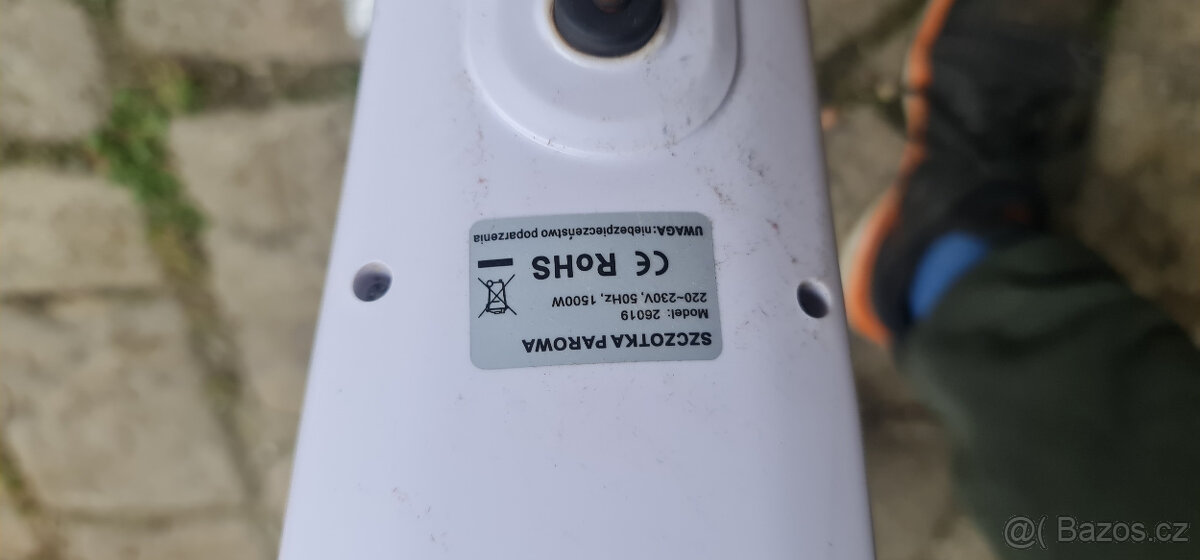 SZCZOTKA PAROWA
Model: 26019
220~230V, 50Hz, 1500W
CE RoHS
UWAGA:niebezpieczeństwo poparzenia
@( Bazos.cz